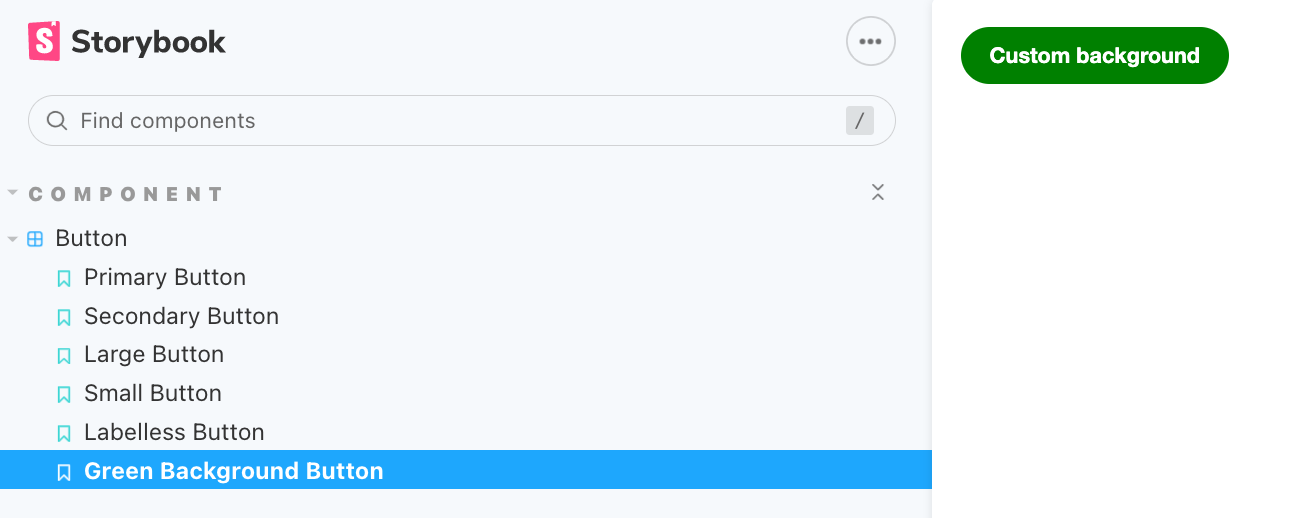 Storybook
Find components /
COMPONENT
Button
Primary Button
Secondary Button
Large Button
Small Button
Labelless Button
Green Background Button
Custom background